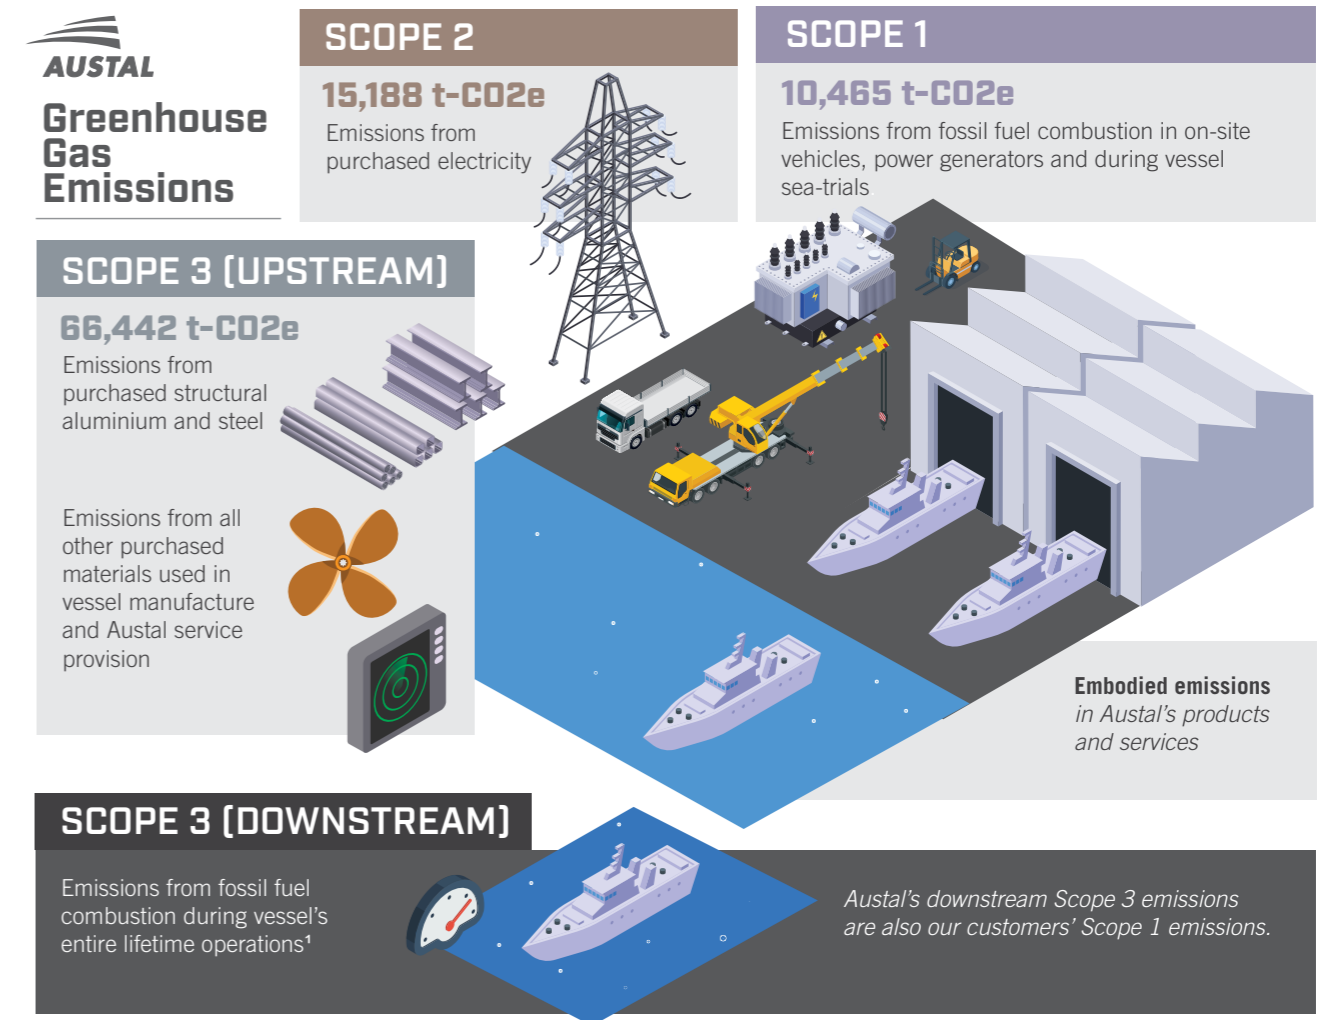 AUSTAL
Greenhouse
Gas
Emissions
SCOPE 2
15,188 t-CO2e
Emissions from
purchased electricity
SCOPE 1
10,465 t-CO2e
Emissions from fossil fuel combustion in on-site
vehicles, power generators and during vessel
sea-trials
SCOPE 3 (UPSTREAM)
66,442 t-CO2e
Emissions from
purchased structural
aluminium and steel
Emissions from all
other purchased
materials used in
vessel manufacture
and Austal service
provision
Embodied emissions
in Austal's products
and services
SCOPE 3 (DOWNSTREAM)
Emissions from fossil fuel
combustion during vessel's
entire lifetime operations¹
Austal's downstream Scope 3 emissions
are also our customers' Scope 1 emissions.